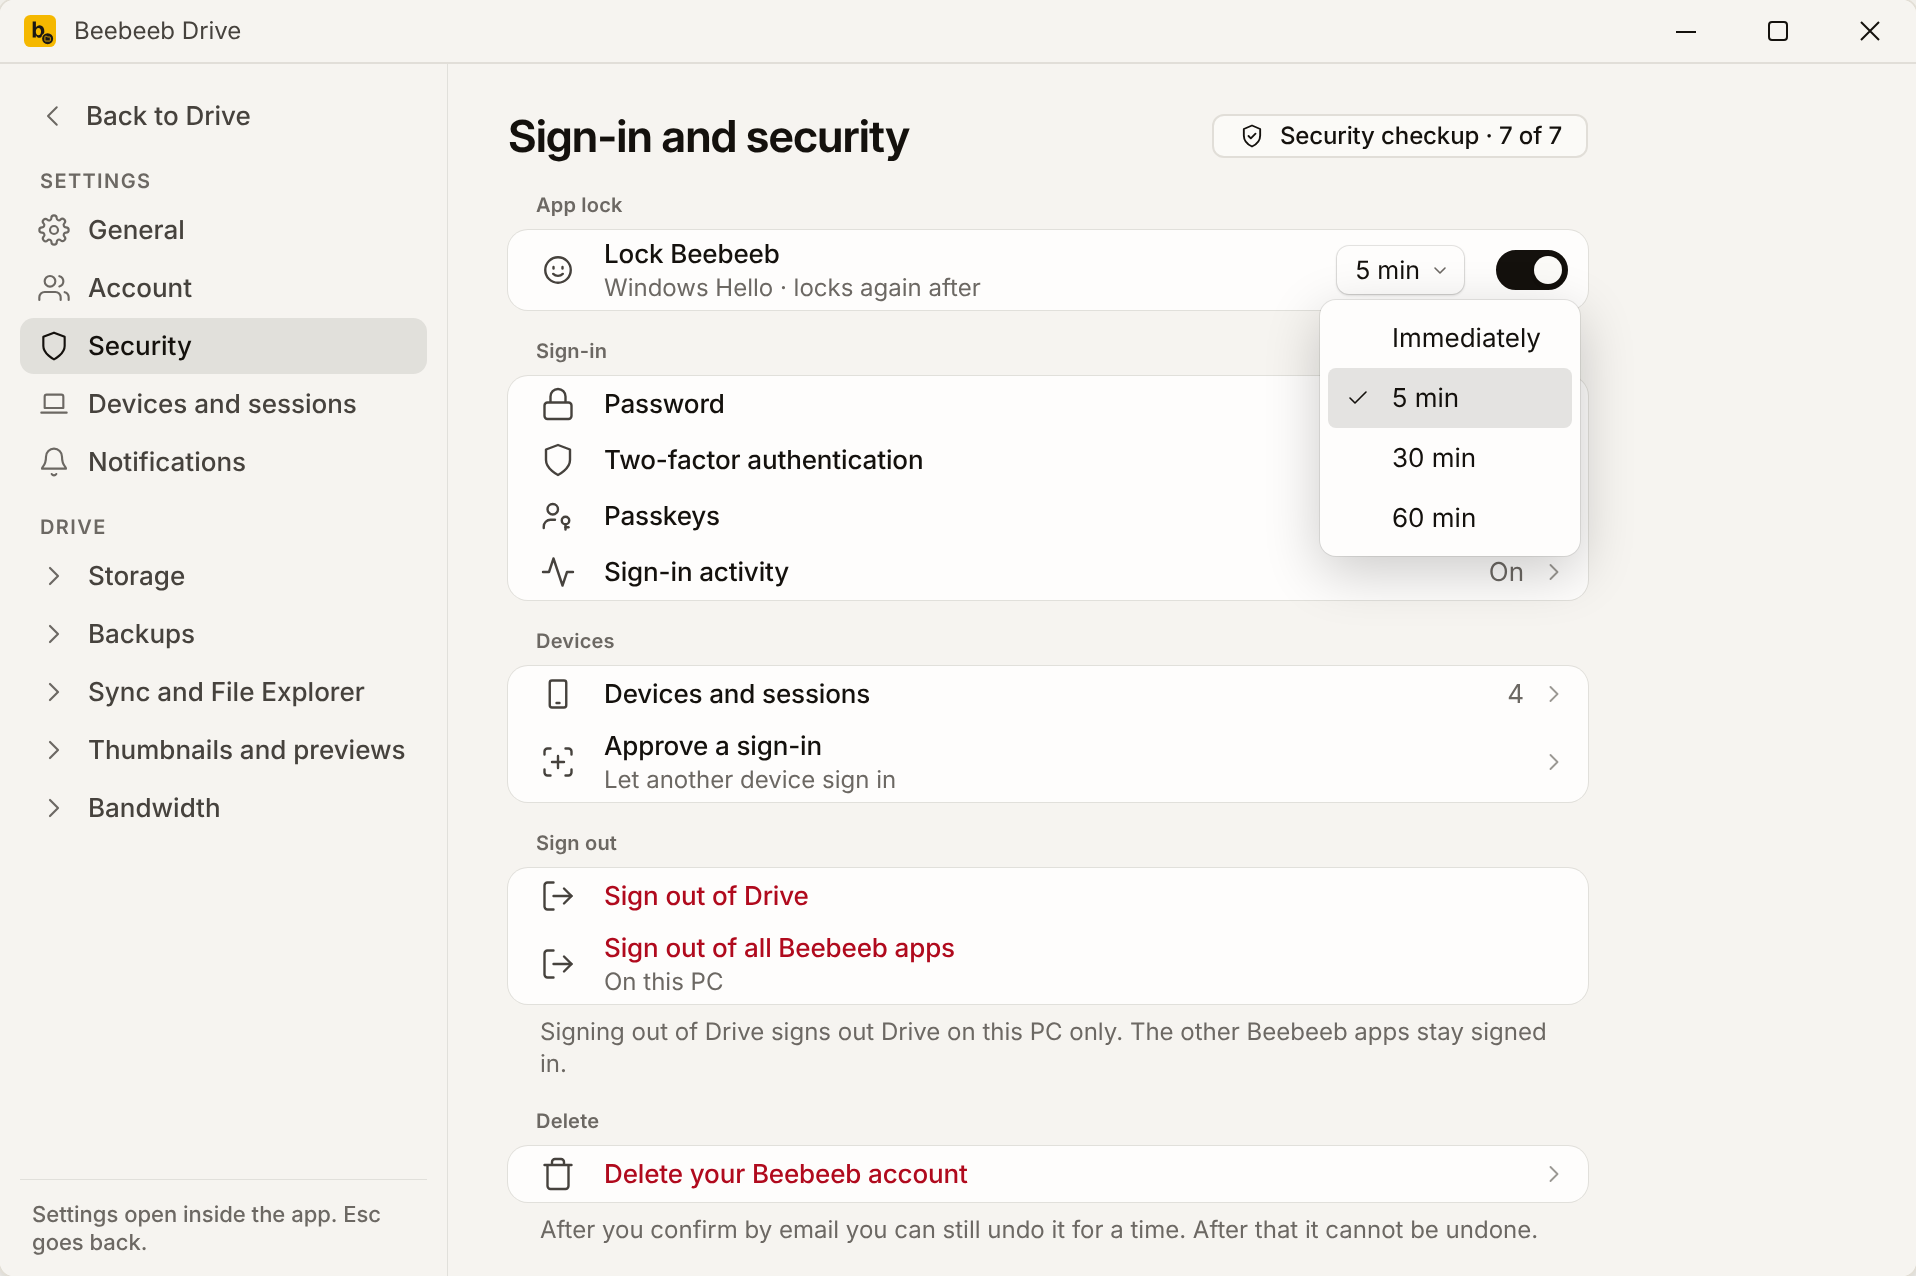 Beebeeb Drive
Back to Drive
SETTINGS
General
Account
Security
Devices and sessions
Notifications
DRIVE
Storage
Backups
Sync and File Explorer
Thumbnails and previews
Bandwidth
Settings open inside the app. Esc
goes back.
Sign-in and security
Security checkup · 7 of 7
App lock
Lock Beebeeb
Windows Hello · locks again after
5 min
Immediately
5 min
30 min
60 min
Sign-in
Password
Two-factor authentication
Passkeys
Sign-in activity
On
Devices
Devices and sessions
4
Approve a sign-in
Let another device sign in
Sign out
Sign out of Drive
Sign out of all Beebeeb apps
On this PC
Signing out of Drive signs out Drive on this PC only. The other Beebeeb apps stay signed
in.
Delete
Delete your Beebeeb account
After you confirm by email you can still undo it for a time. After that it cannot be undone.